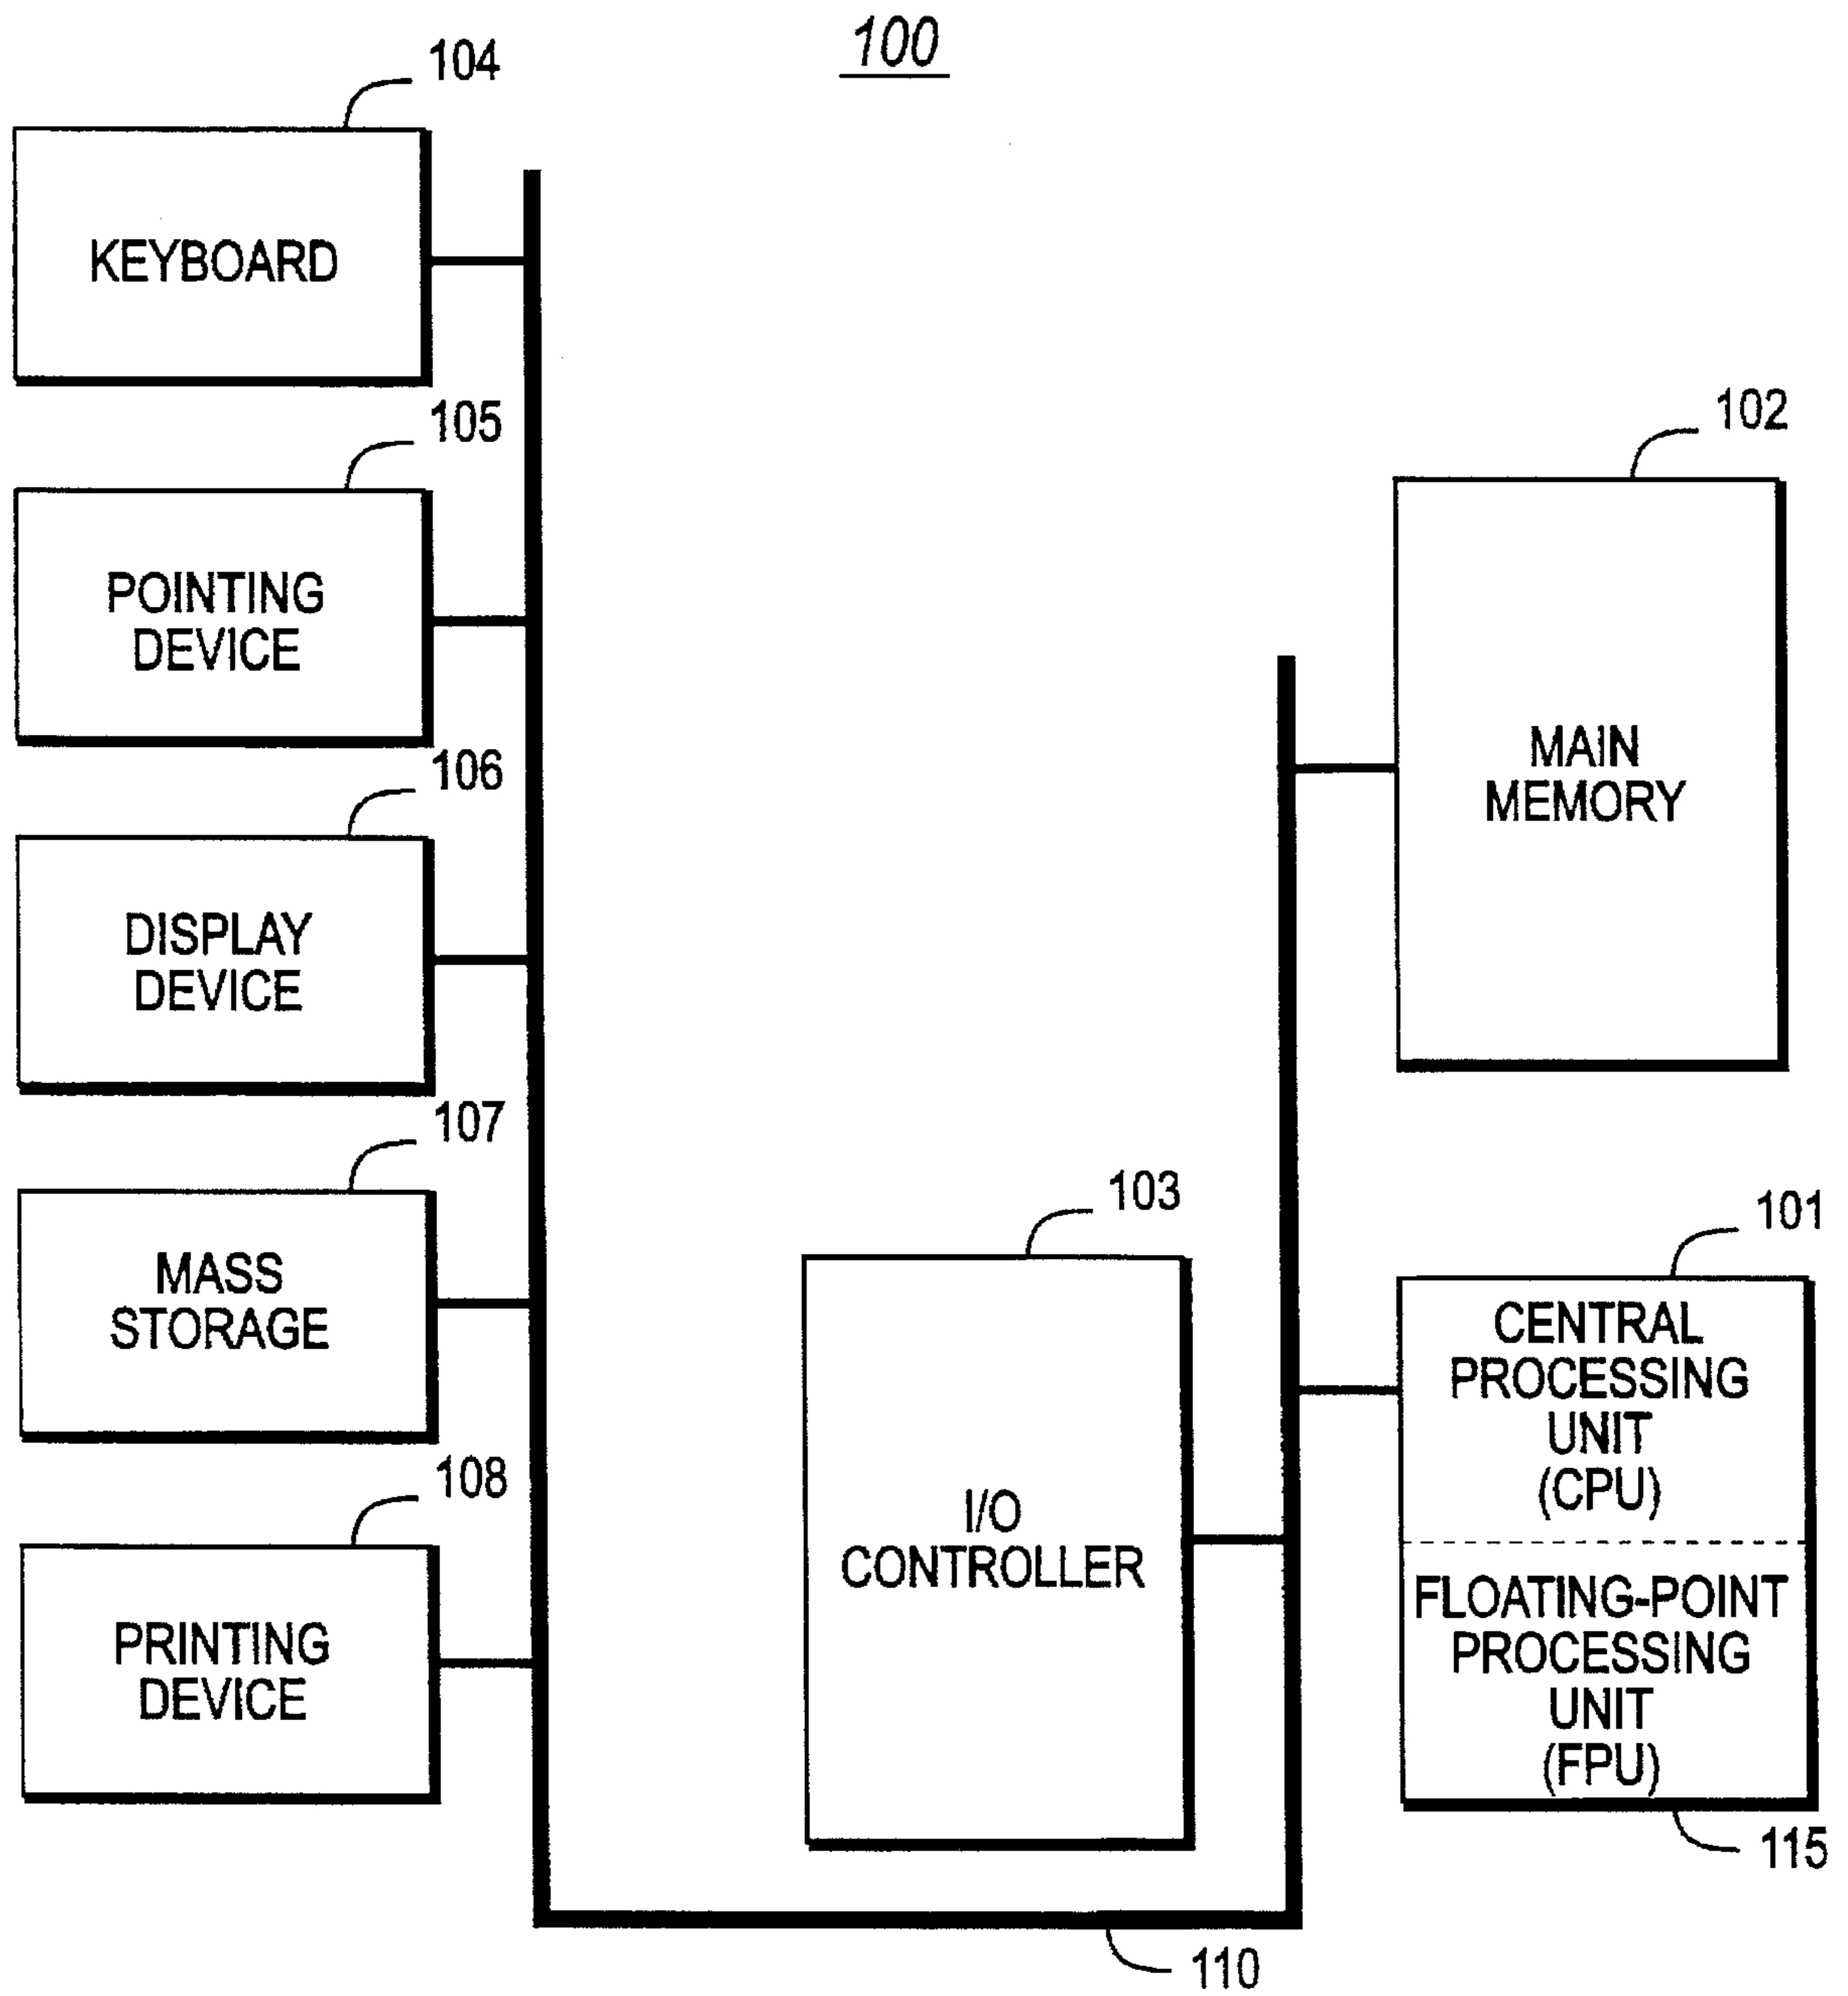 100
104
KEYBOARD
105
POINTING
DEVICE
106
DISPLAY
DEVICE
107
MASS
STORAGE
108
PRINTING
DEVICE
103
I/O
CONTROLLER
102
MAIN
MEMORY
101
CENTRAL
PROCESSING
UNIT
(CPU)
FLOATING-POINT
PROCESSING
UNIT
(FPU)
115
110